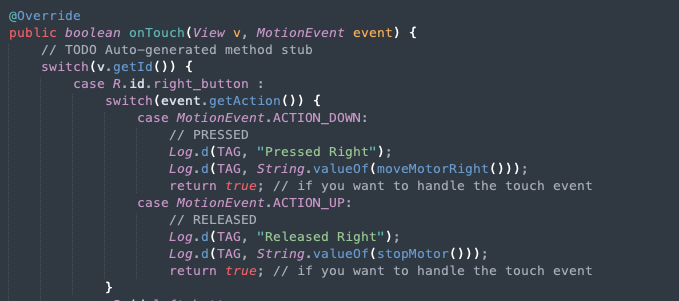 @Override
public boolean onTouch(View v, MotionEvent event) {
    // TODO Auto-generated method stub
    switch(v.getId()) {
        case R.id.right_button :
            switch(event.getAction()) {
                case MotionEvent.ACTION_DOWN:
                    // PRESSED
                    Log.d(TAG, "Pressed Right");
                    Log.d(TAG, String.valueOf(moveMotorRight()));
                    return true; // if you want to handle the touch event
                case MotionEvent.ACTION_UP:
                    // RELEASED
                    Log.d(TAG, "Released Right");
                    Log.d(TAG, String.valueOf(stopMotor()));
                    return true; // if you want to handle the touch event
            }